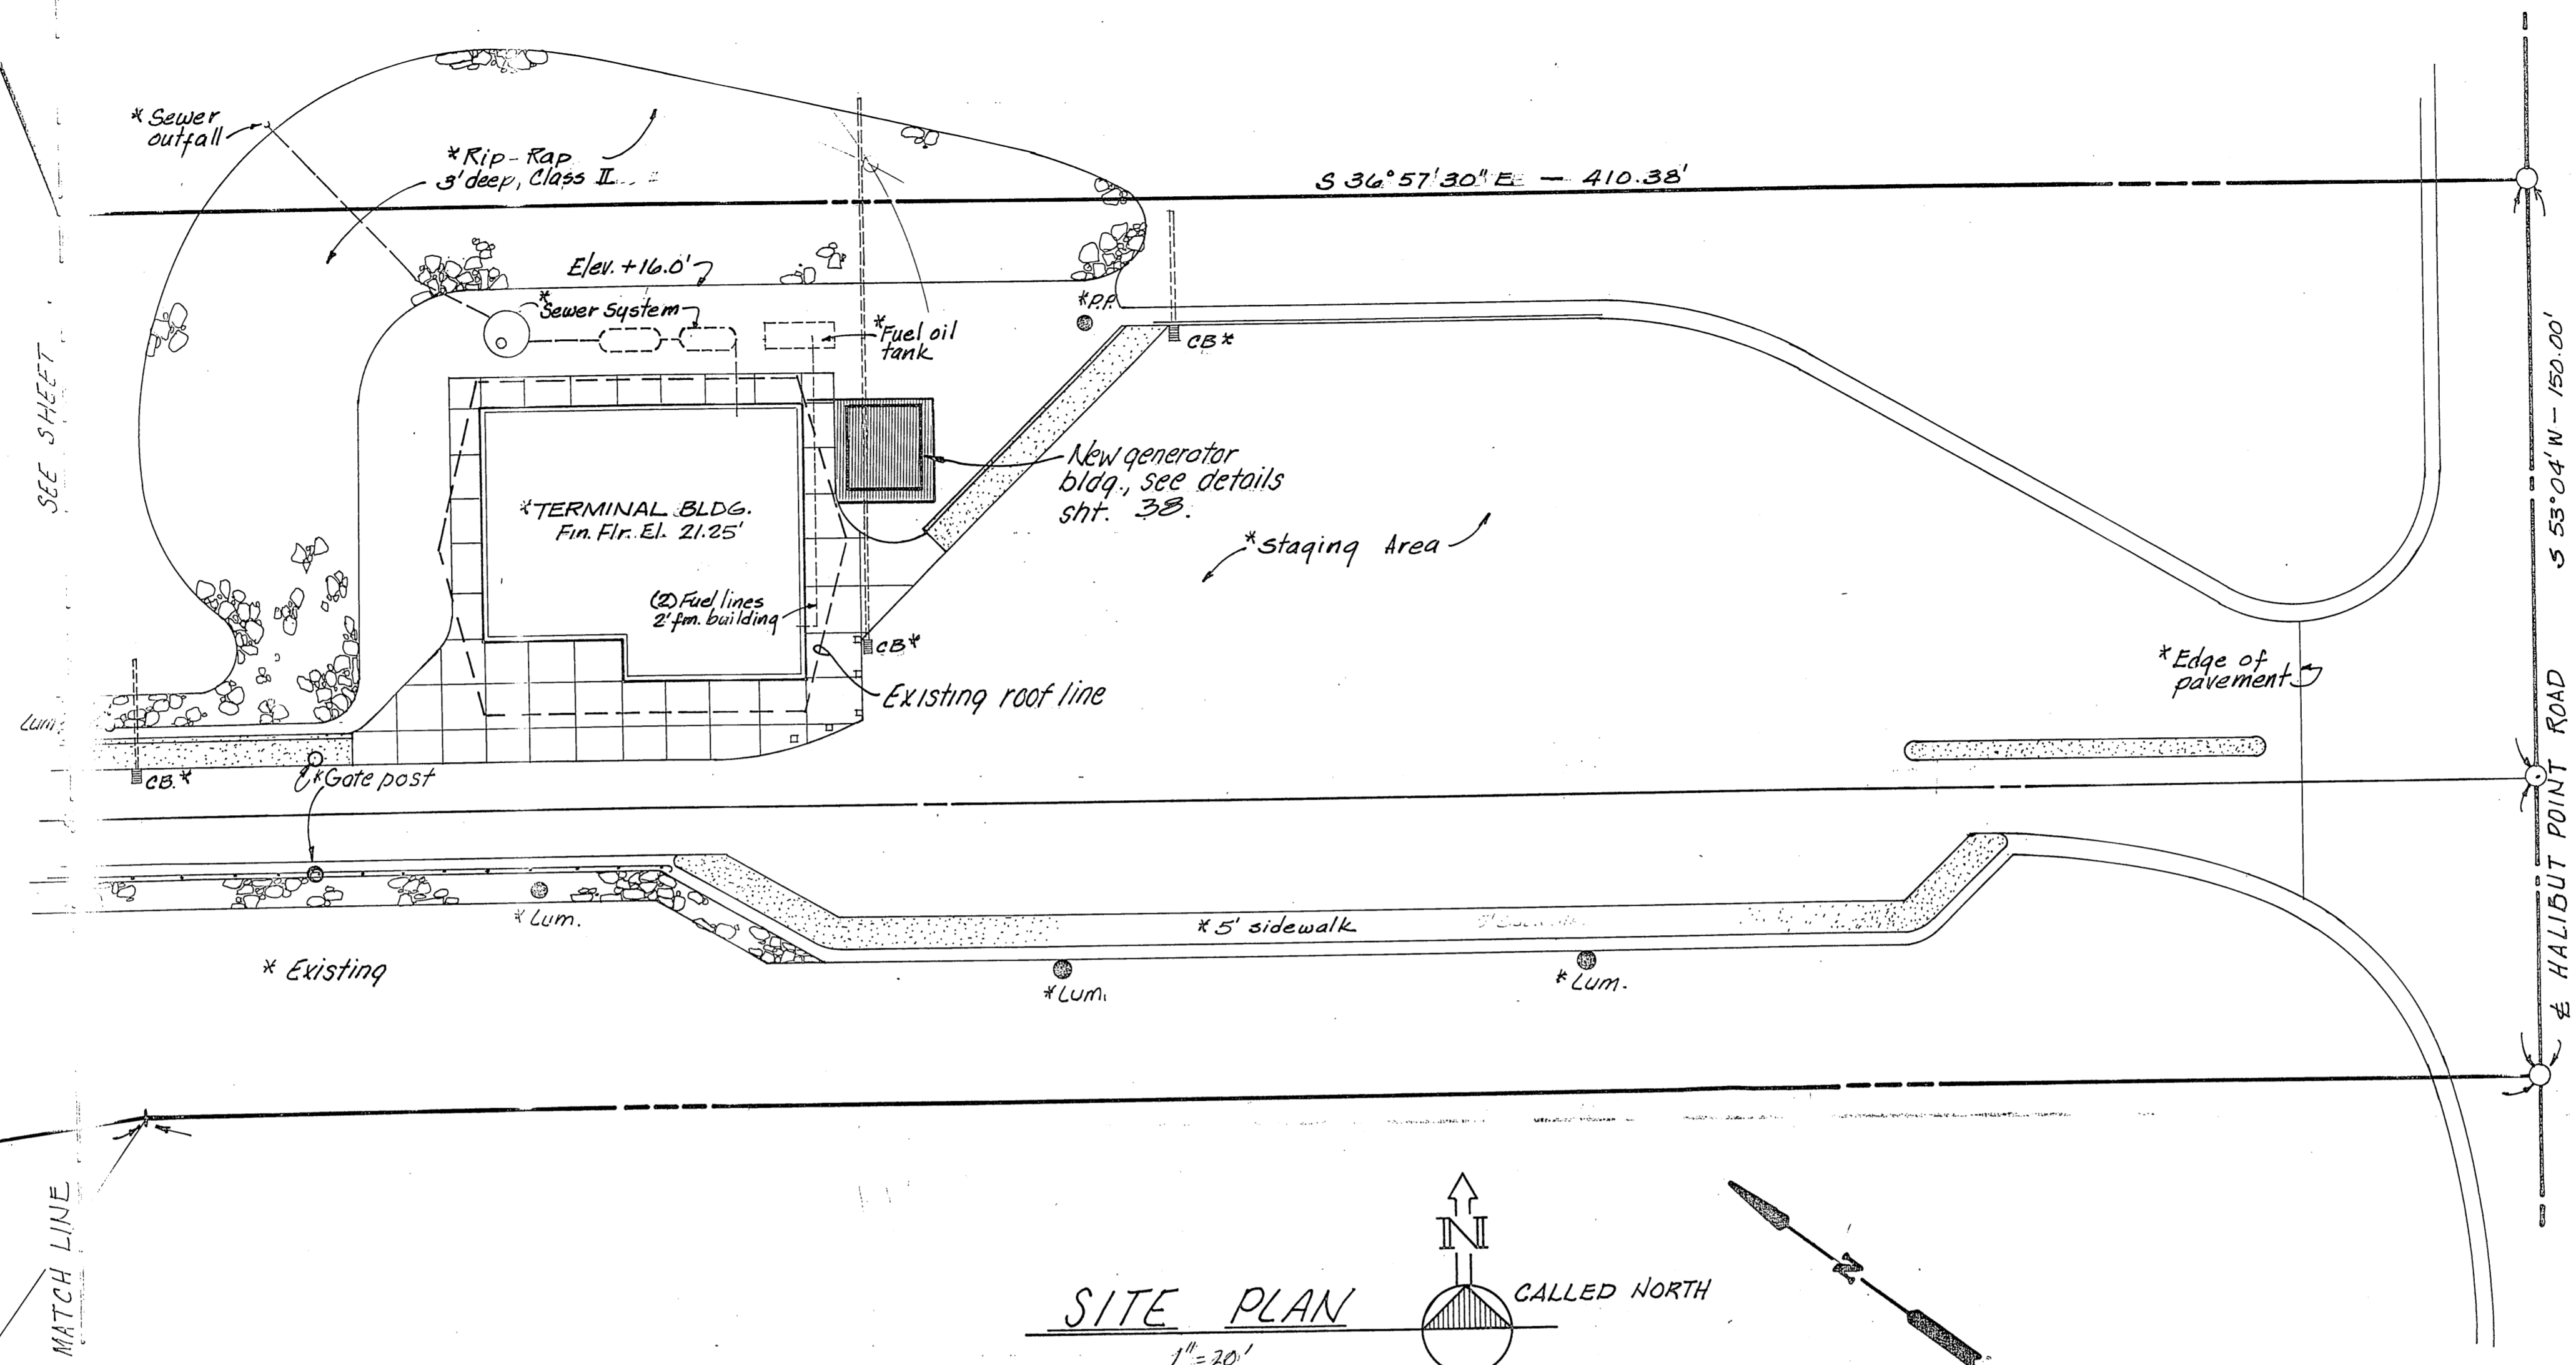 * Sewer
outfall
* Rip-Rap
3' deep, Class II
S 36° 57' 30" E — 410.38'
Elev. +16.0'
* Sewer System
* P.P.
* Fuel oil
tank
CB *
SEE SHEET
New generator
bldg., see details
sht. 38.
* TERMINAL BLDG.
Fin. Flr. El. 21.25'
* Staging Area
(2) Fuel lines
2' fm. building
CB *
Existing roof line
* Edge of
pavement
S 53° 04' W - 150.00'
℄ HALIBUT POINT ROAD
Lum.
CB. *
* Gate post
* Lum.
* 5' sidewalk
* Existing
* Lum.
* Lum.
MATCH LINE
N
CALLED NORTH
N
SITE PLAN
1" = 20'